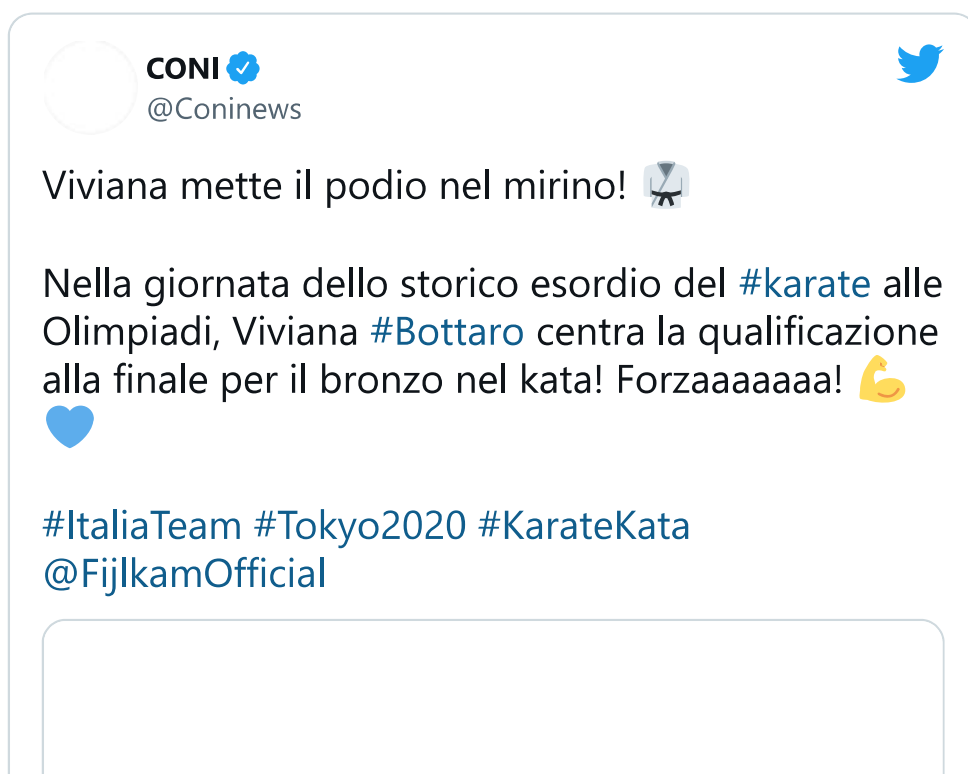 CONI
@Coninews
Viviana mette il podio nel mirino! 🥋
Nella giornata dello storico esordio del #karate alle
Olimpiadi, Viviana #Bottaro centra la qualificazione
alla finale per il bronzo nel kata! Forzaaaaaaa! 💪
💙
#ItaliaTeam #Tokyo2020 #KarateKata
@FijlkamOfficial